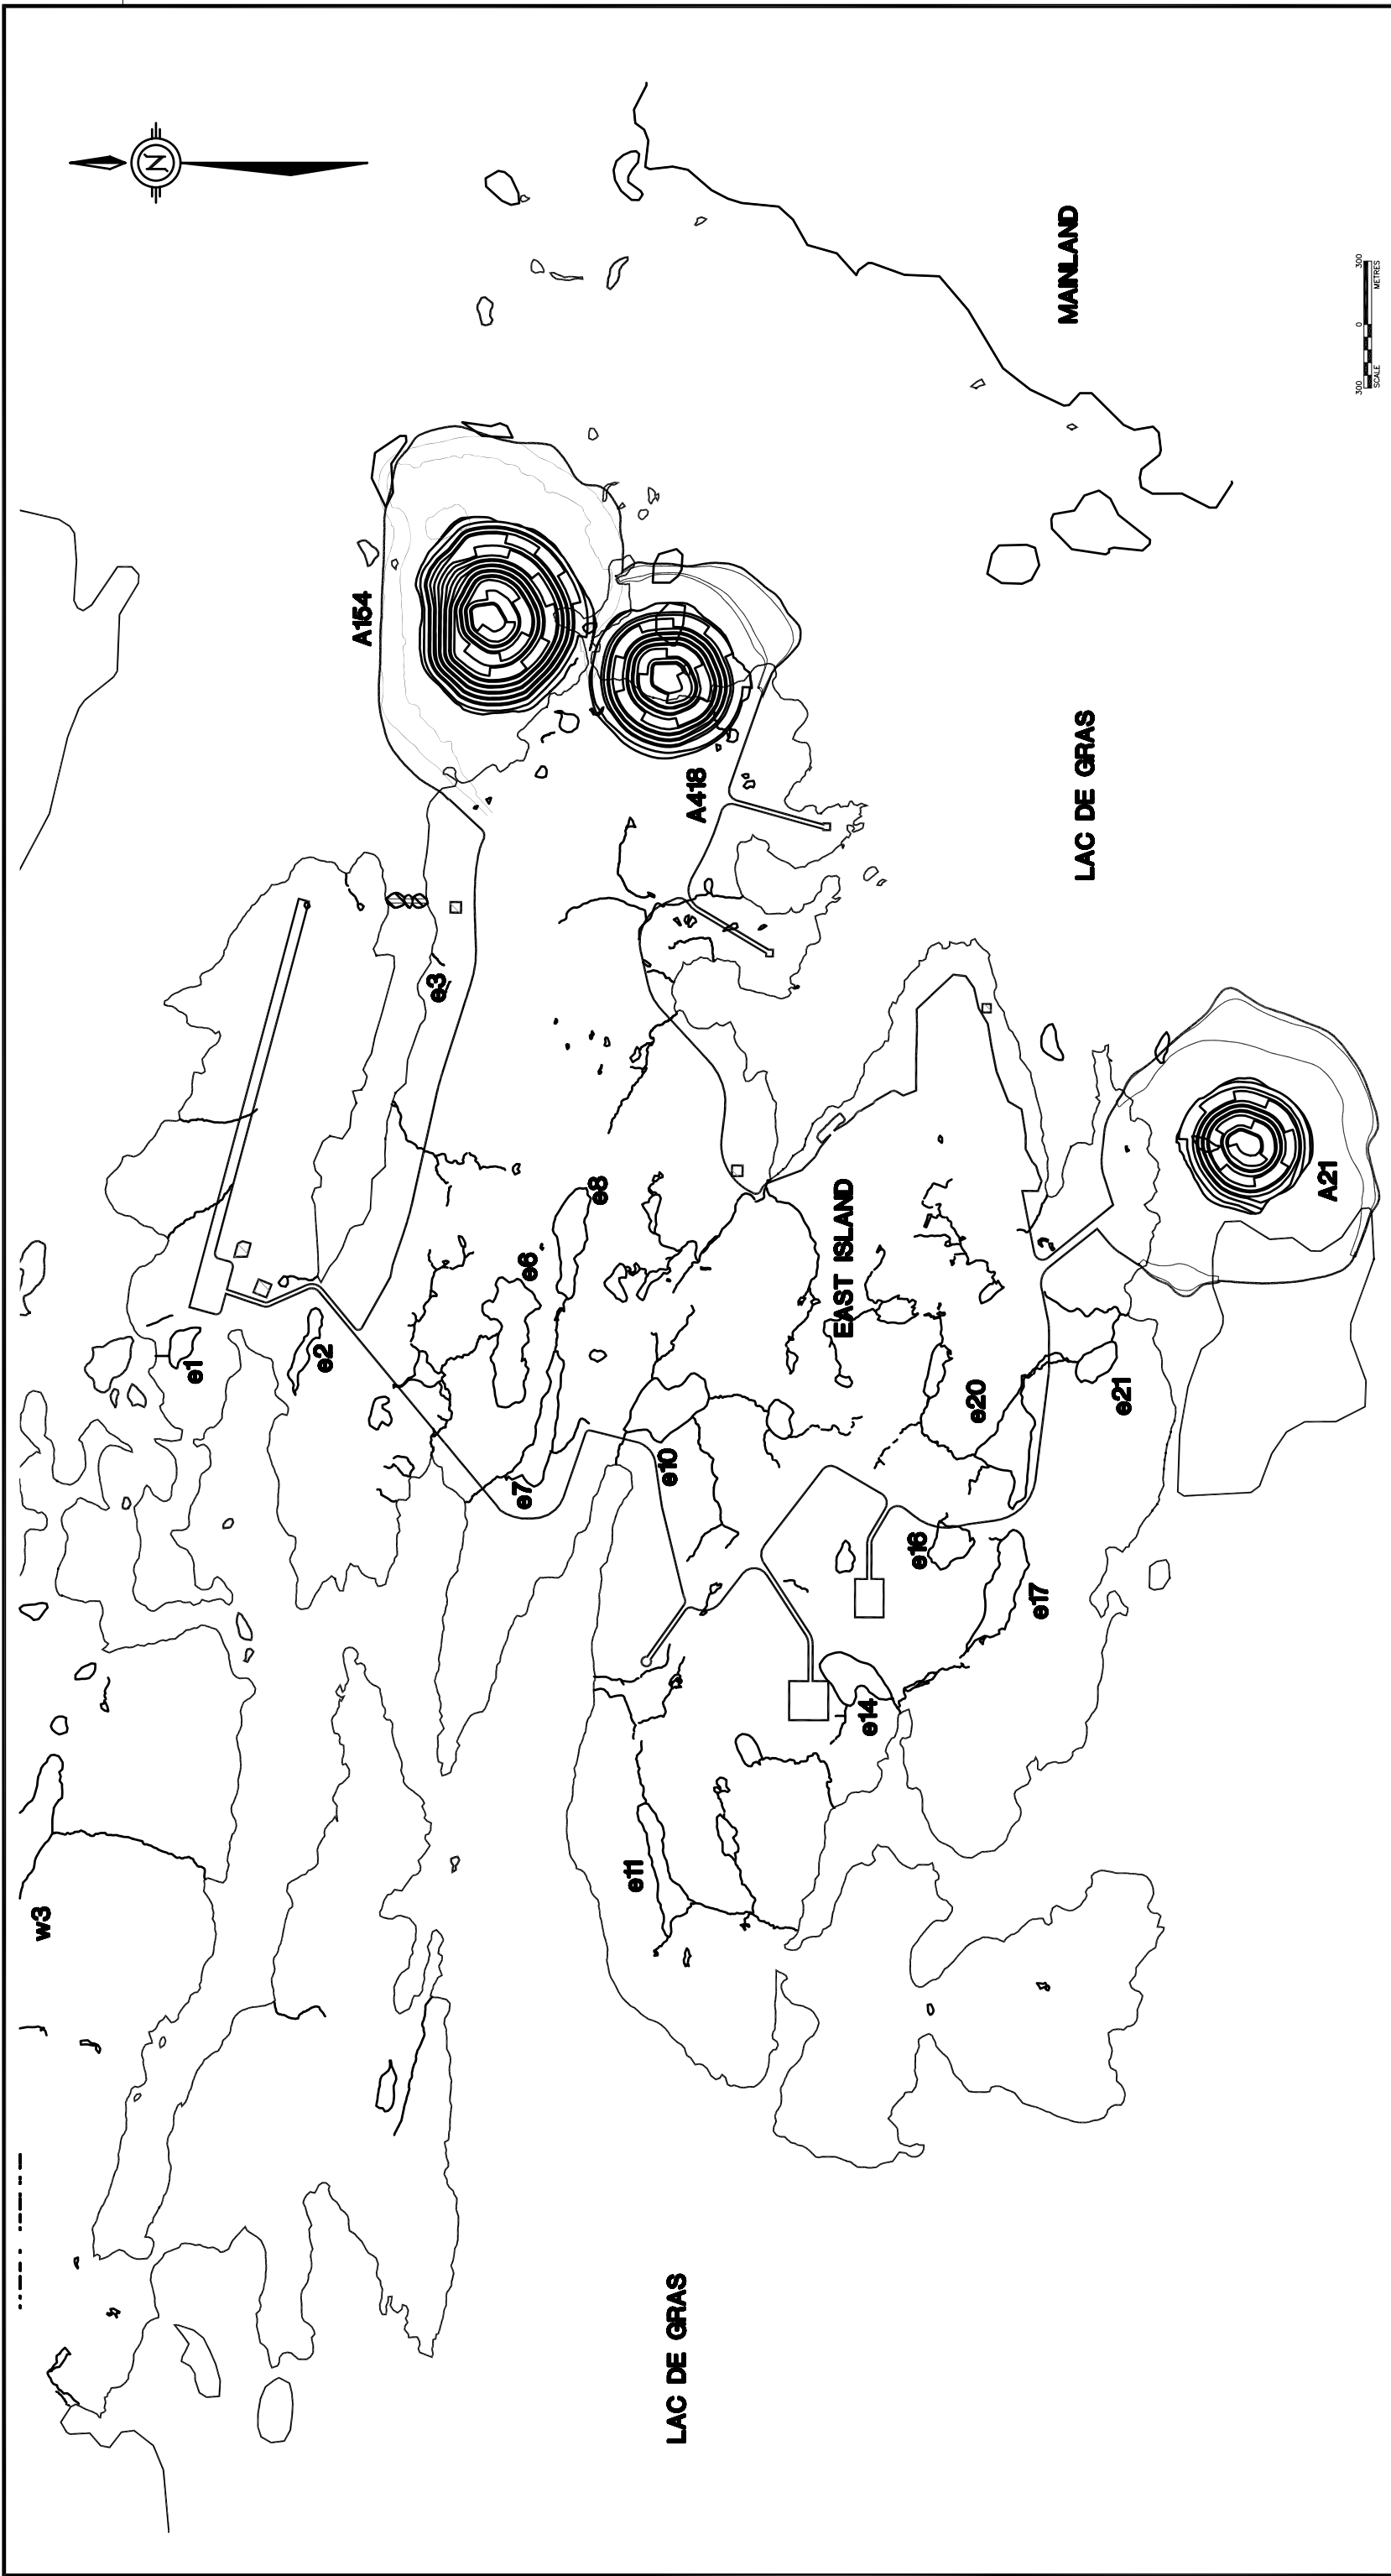 N
w3
e1
e2
e3
A154
e6
e7
e8
A418
e10
e11
e14
EAST ISLAND
e16
e17
e20
e21
A21
MAINLAND
LAC DE GRAS
LAC DE GRAS
300 0 300
SCALE METRES